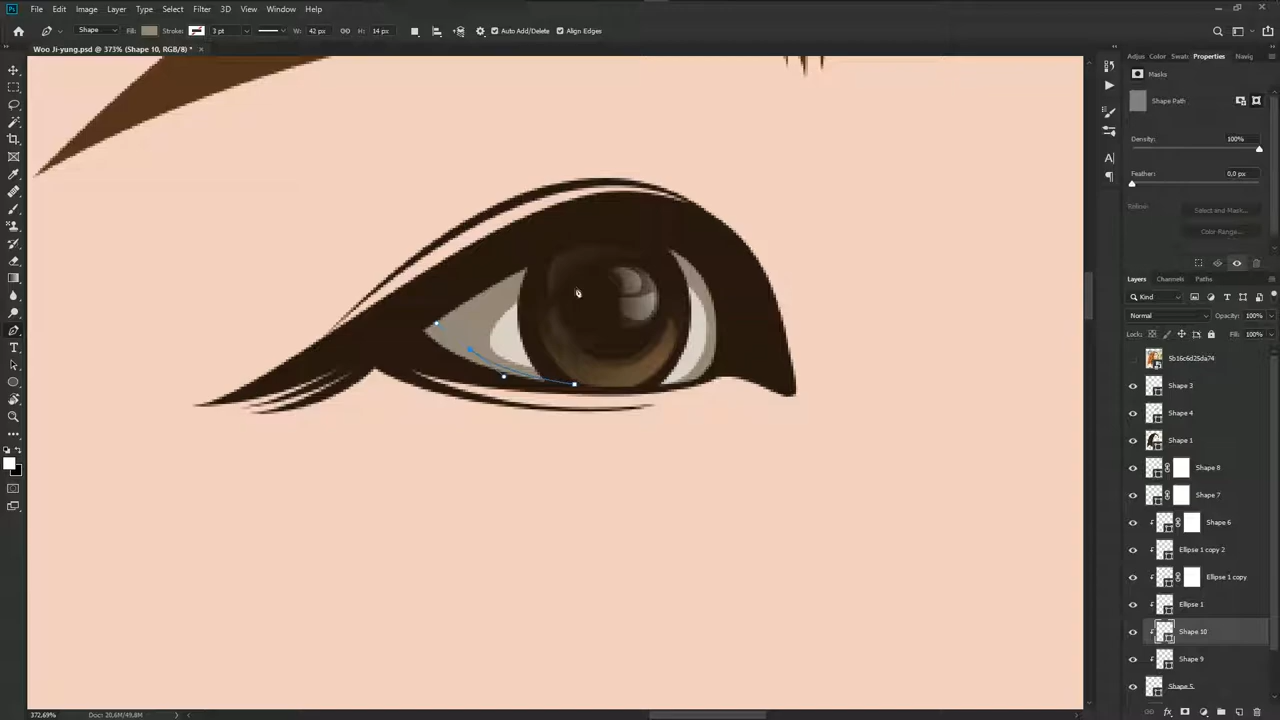 Ps File Edit Image Layer Type Select Filter 3D View Window Help
Shape Fill: Stroke: 3 pt W: 42 px H: 14 px Auto Add/Delete Align Edges
Woo Ji-yung.psd @ 373% (Shape 10, RGB/8) *
Adjus Color Swatc Properties Navig
Masks
Shape Path
Density: 100%
Feather: 0,0 px
Refine:
Select and Mask...
Color Range...
Layers Channels Paths
Kind
Normal Opacity: 100%
Lock: Fill: 100%
5b16c6d25da74
Shape 3
Shape 4
Shape 1
Shape 8
Shape 7
Shape 6
Ellipse 1 copy 2
Ellipse 1 copy
Ellipse 1
Shape 10
Shape 9
Shape 5
372,69% Doc: 20,6M/49,8M